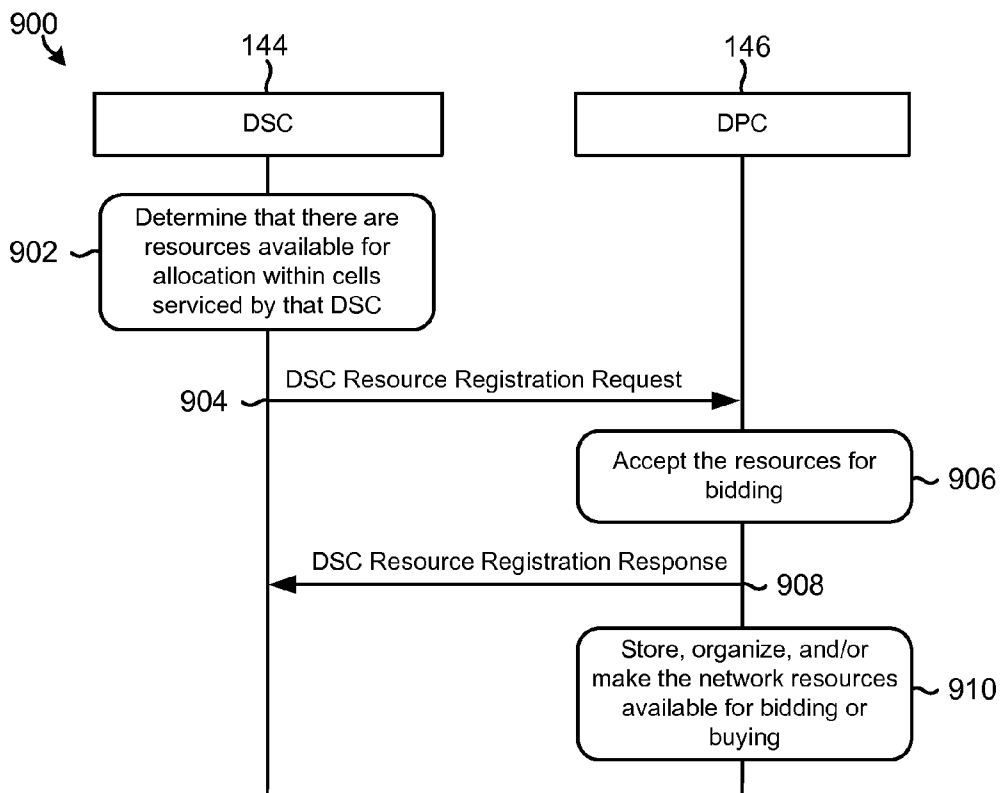 900
144
146
DSC
DPC
902
Determine that there are
resources available for
allocation within cells
serviced by that DSC
904
DSC Resource Registration Request
Accept the resources for
bidding
906
DSC Resource Registration Response
908
Store, organize, and/or
make the network resources
available for bidding or
buying
910